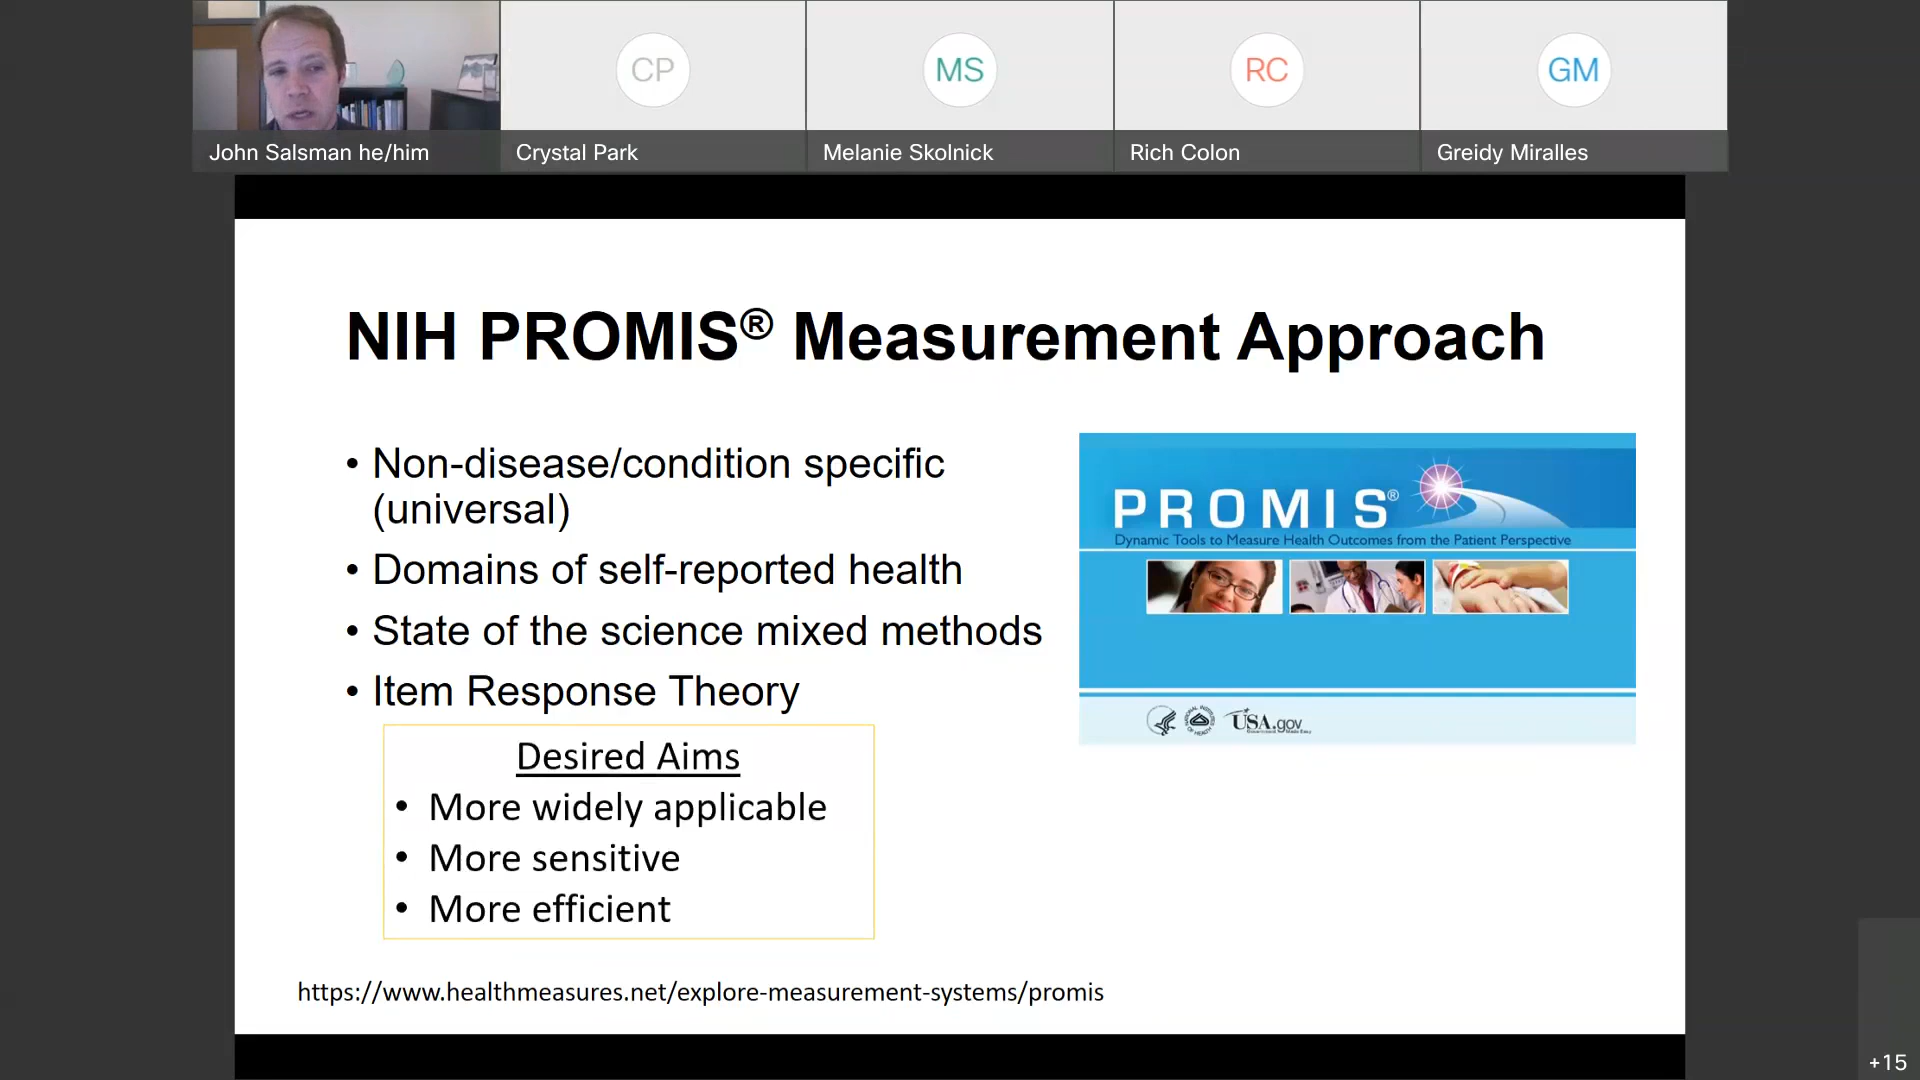 CP
MS
RC
GM
John Salsman he/him
Crystal Park
Melanie Skolnick
Rich Colon
Greidy Miralles
NIH PROMIS® Measurement Approach
• Non-disease/condition specific
(universal)
• Domains of self-reported health
• State of the science mixed methods
• Item Response Theory
PROMIS®
Dynamic Tools to Measure Health Outcomes from the Patient Perspective
USA.gov
Desired Aims
• More widely applicable
• More sensitive
• More efficient
https://www.healthmeasures.net/explore-measurement-systems/promis
+15